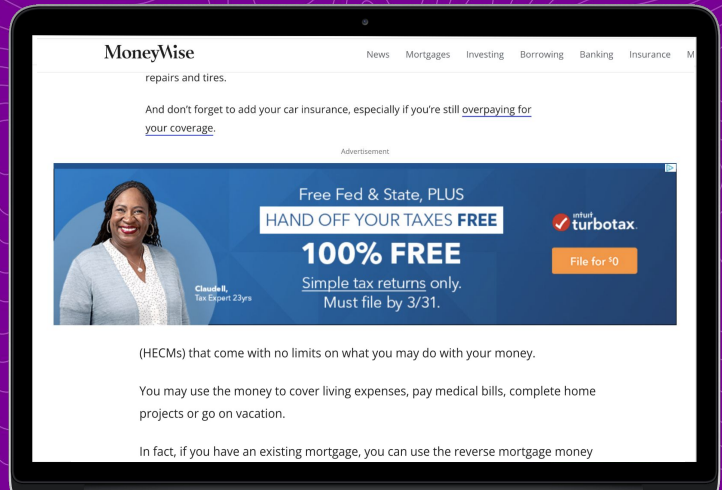 MoneyWise
News Mortgages Investing Borrowing Banking Insurance M
repairs and tires.
And don't forget to add your car insurance, especially if you're still overpaying for
your coverage.
Advertisement
Free Fed & State, PLUS
HAND OFF YOUR TAXES FREE
100% FREE
Simple tax returns only.
Must file by 3/31.
Claudell,
Tax Expert 23yrs
intuit
turbotax.
File for $0
(HECMs) that come with no limits on what you may do with your money.
You may use the money to cover living expenses, pay medical bills, complete home
projects or go on vacation.
In fact, if you have an existing mortgage, you can use the reverse mortgage money